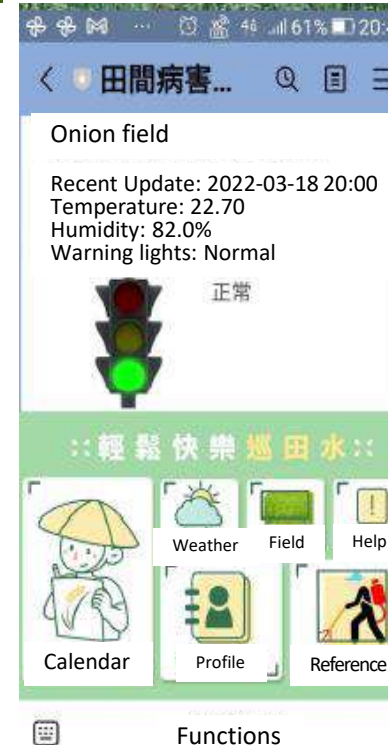 61% 20:4
田間病害...
Onion field
Recent Update: 2022-03-18 20:00
Temperature: 22.70
Humidity: 82.0%
Warning lights: Normal
正常
::輕鬆快樂巡田水::
Weather
Field
Help
Calendar
Profile
Reference
Functions